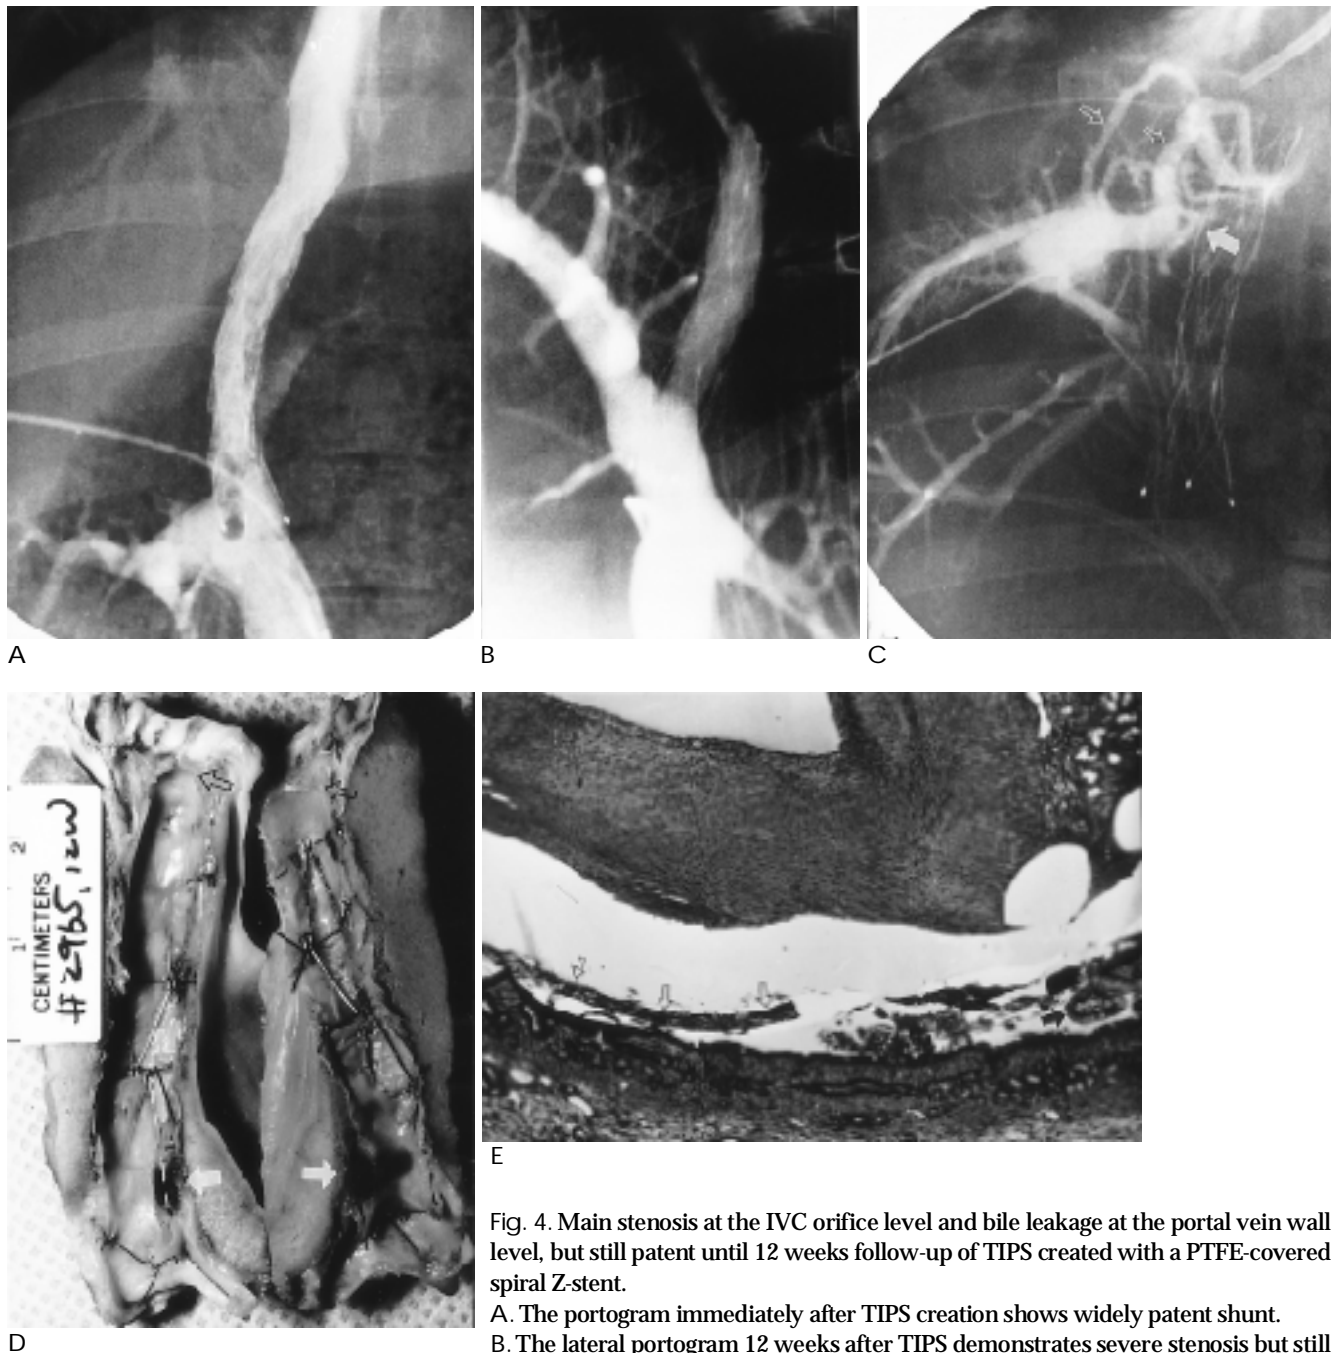 A
B
C
2
1
CENTIMETERS
# 2965, 12W
D
E
Fig. 4. Main stenosis at the IVC orifice level and bile leakage at the portal vein wall
level, but still patent until 12 weeks follow-up of TIPS created with a PTFE-covered
spiral Z-stent.
A. The portogram immediately after TIPS creation shows widely patent shunt.
B. The lateral portogram 12 weeks after TIPS demonstrates severe stenosis but still